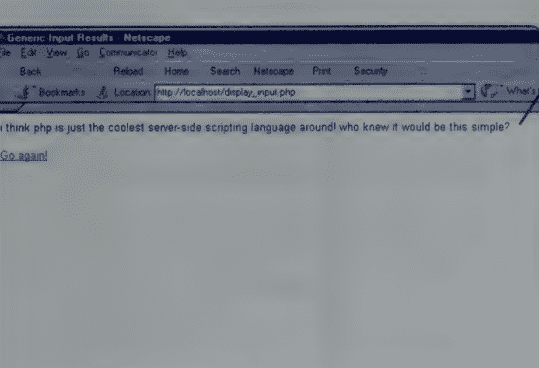 Generic Input Results - Netscape
File Edit View Go Communicator Help
Back Reload Home Search Netscape Print Security
Bookmarks Location: http://localhost/display_input.php What's
i think php is just the coolest server-side scripting language around! who knew it would be this simple?
Go again!